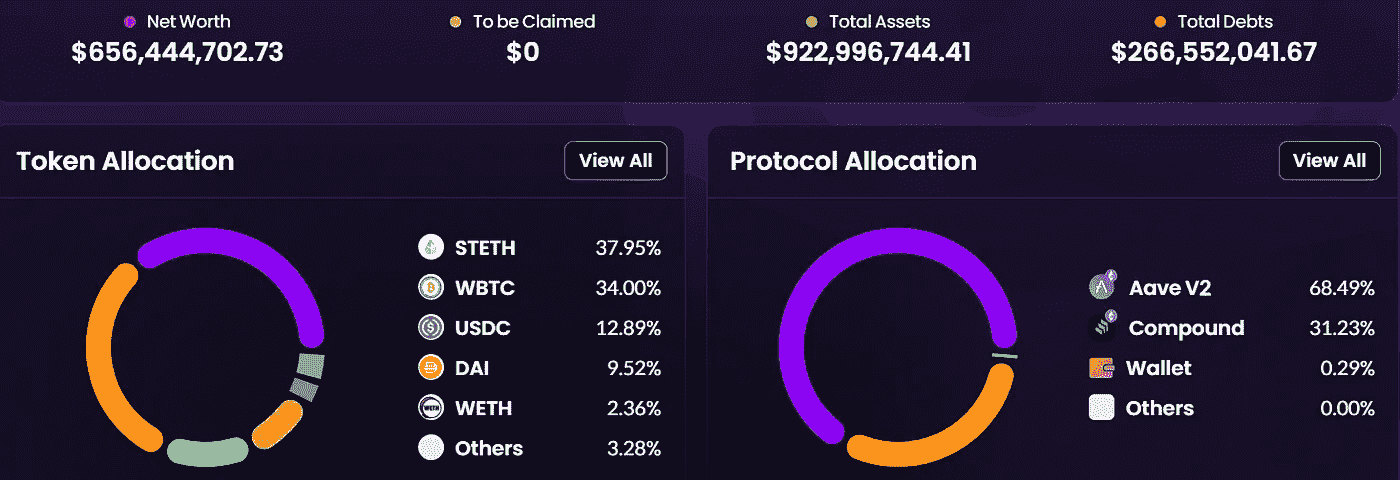 Net Worth
$656,444,702.73
To be Claimed
$0
Total Assets
$922,996,744.41
Total Debts
$266,552,041.67
Token Allocation
View All
STETH 37.95%
WBTC 34.00%
USDC 12.89%
DAI 9.52%
WETH 2.36%
Others 3.28%
Protocol Allocation
View All
Aave V2 68.49%
Compound 31.23%
Wallet 0.29%
Others 0.00%